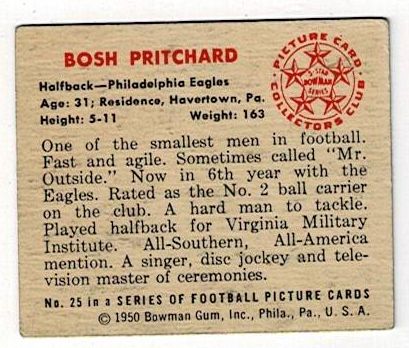 BOSH PRITCHARD
Halfback—Philadelphia Eagles
Age: 31; Residence, Havertown, Pa.
Height: 5-11 Weight: 163
PICTURE CARD
5 STAR
BOWMAN
SERIES
COLLECTORS CLUB
One of the smallest men in football.
Fast and agile. Sometimes called "Mr.
Outside." Now in 6th year with the
Eagles. Rated as the No. 2 ball carrier
on the club. A hard man to tackle.
Played halfback for Virginia Military
Institute. All-Southern, All-America
mention. A singer, disc jockey and tele-
vision master of ceremonies.
No. 25 in a SERIES OF FOOTBALL PICTURE CARDS
© 1950 Bowman Gum, Inc., Phila., Pa., U. S. A.